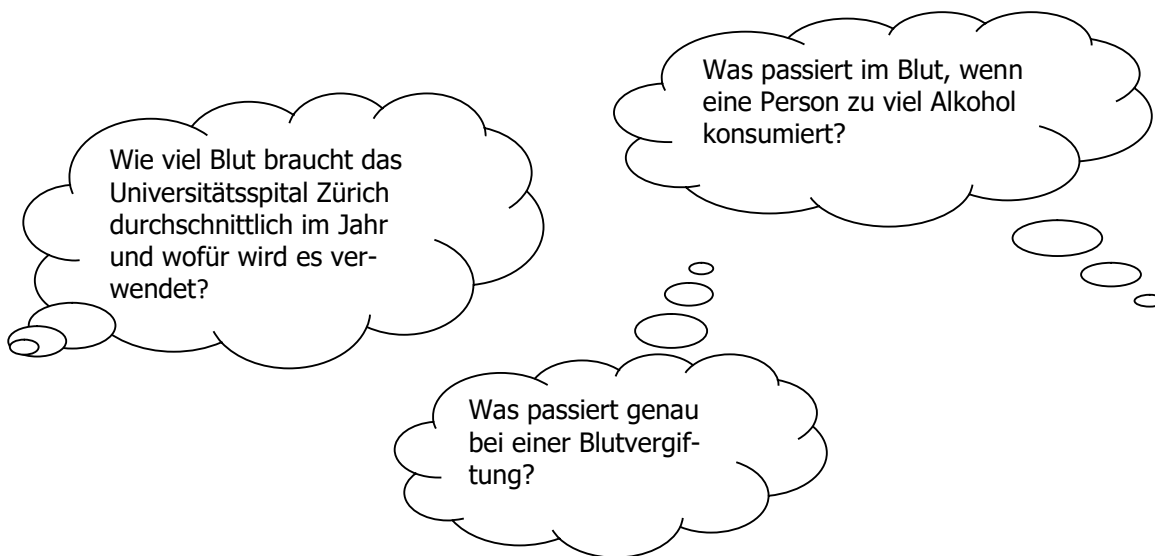 Was passiert im Blut, wenn
eine Person zu viel Alkohol
konsumiert?
Wie viel Blut braucht das
Universitätsspital Zürich
durchschnittlich im Jahr
und wofür wird es ver-
wendet?
Was passiert genau
bei einer Blutvergif-
tung?